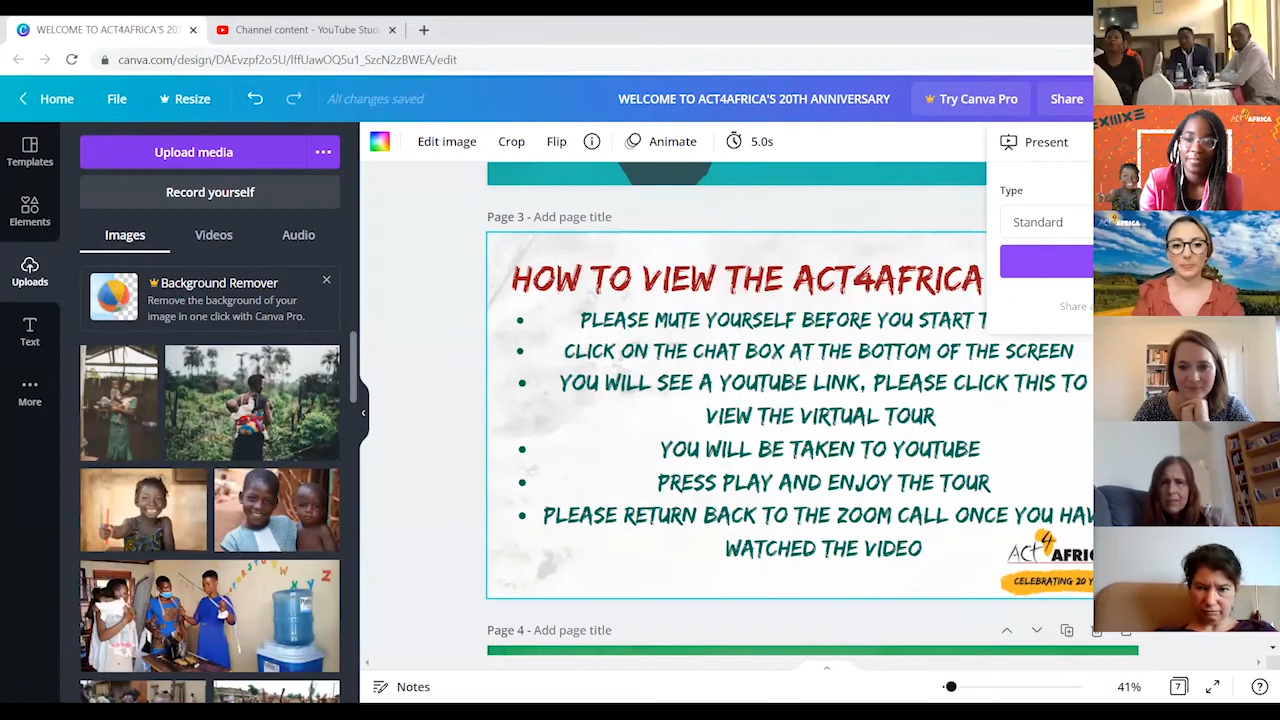 WELCOME TO ACT4AFRICA'S 20T
Channel content - YouTube Studi
canva.com/design/DAEvzpf2o5U/IffUawOQ5u1_SzcN2zBWEA/edit
Home
File
Resize
All changes saved
WELCOME TO ACT4AFRICA'S 20TH ANNIVERSARY
Try Canva Pro
Share
Templates
Elements
Uploads
Text
More
Upload media
Record yourself
Images
Videos
Audio
Background Remover
Remove the background of your
image in one click with Canva Pro.
Edit image
Crop
Flip
Animate
5.0s
Present
Type
Standard
Share a
Page 3 - Add page title
HOW TO VIEW THE ACT4AFRICA
• PLEASE MUTE YOURSELF BEFORE YOU START T
• CLICK ON THE CHAT BOX AT THE BOTTOM OF THE SCREEN
• YOU WILL SEE A YOUTUBE LINK, PLEASE CLICK THIS TO
VIEW THE VIRTUAL TOUR
• YOU WILL BE TAKEN TO YOUTUBE
• PRESS PLAY AND ENJOY THE TOUR
• PLEASE RETURN BACK TO THE ZOOM CALL ONCE YOU HAV
WATCHED THE VIDEO
ACT4AFRIC
CELEBRATING 20 Y
Page 4 - Add page title
Notes
41%
7
ACT4AFRICA
ACT4AFRICA
X Y Z